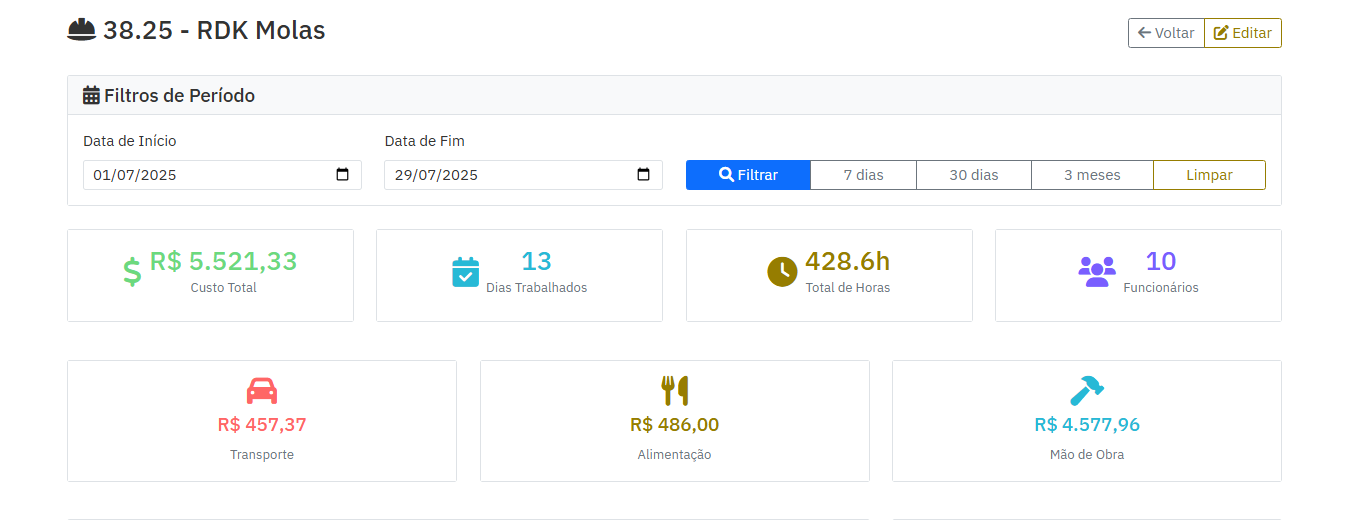 38.25 - RDK Molas
Voltar
Editar
Filtros de Período
Data de Início
Data de Fim
01/07/2025
29/07/2025
Filtrar
7 dias
30 dias
3 meses
Limpar
R$ 5.521,33
Custo Total
13
Dias Trabalhados
428.6h
Total de Horas
10
Funcionários
R$ 457,37
Transporte
R$ 486,00
Alimentação
R$ 4.577,96
Mão de Obra